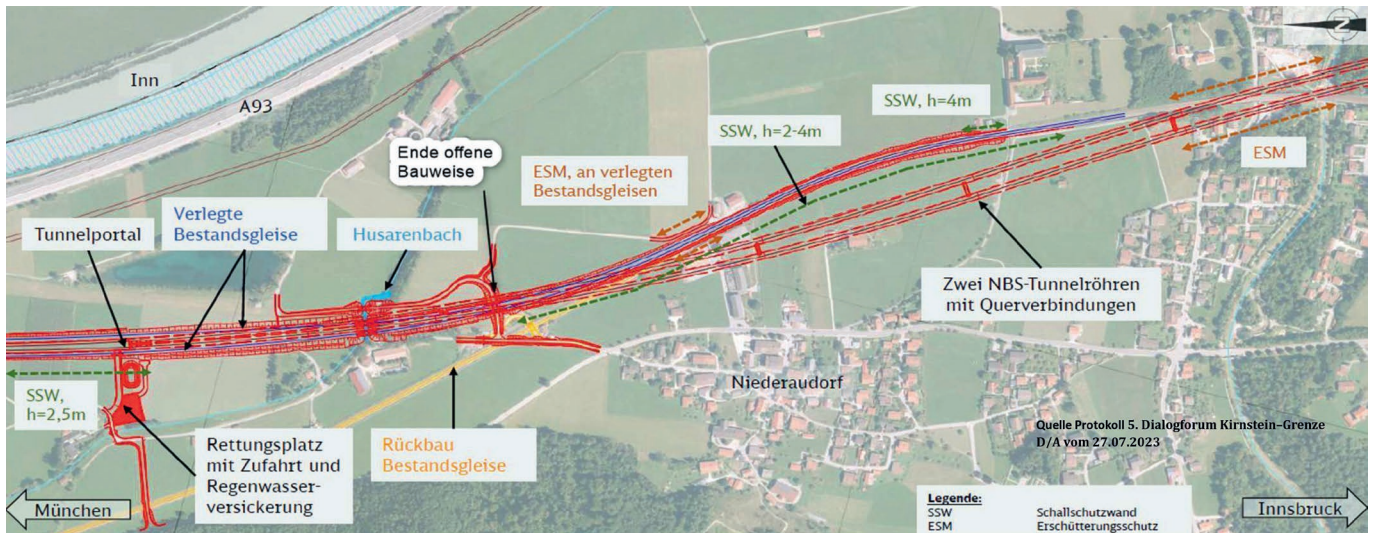 Inn
A93
N
SSW, h=4m
SSW, h=2-4m
Ende offene
Bauweise
ESM, an verlegten
Bestandsgleisen
ESM
Tunnelportal
Verlegte
Bestandsgleise
Husarenbach
Zwei NBS-Tunnelröhren
mit Querverbindungen
SSW,
h=2,5m
Niederaudorf
Rettungsplatz
mit Zufahrt und
Regenwasser-
versickerung
Rückbau
Bestandsgleise
Quelle Protokoll 5. Dialogforum Kirnstein–Grenze
D/A vom 27.07.2023
München
Legende:
SSW Schallschutzwand
ESM Erschütterungsschutz
Innsbruck